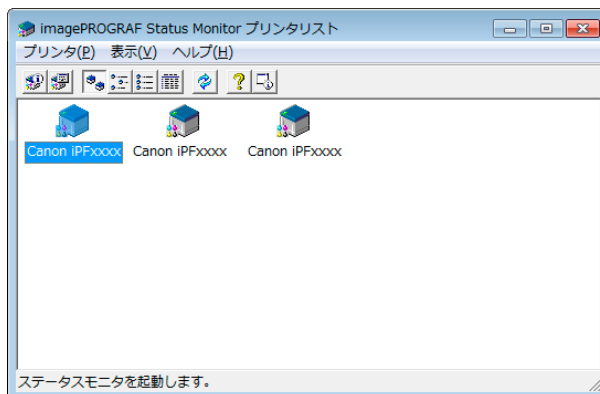 imagePROGRAF Status Monitor プリンタリスト
プリンタ(P) 表示(V) ヘルプ(H)
Canon iPFxxxx Canon iPFxxxx Canon iPFxxxx
ステータスモニタを起動します。